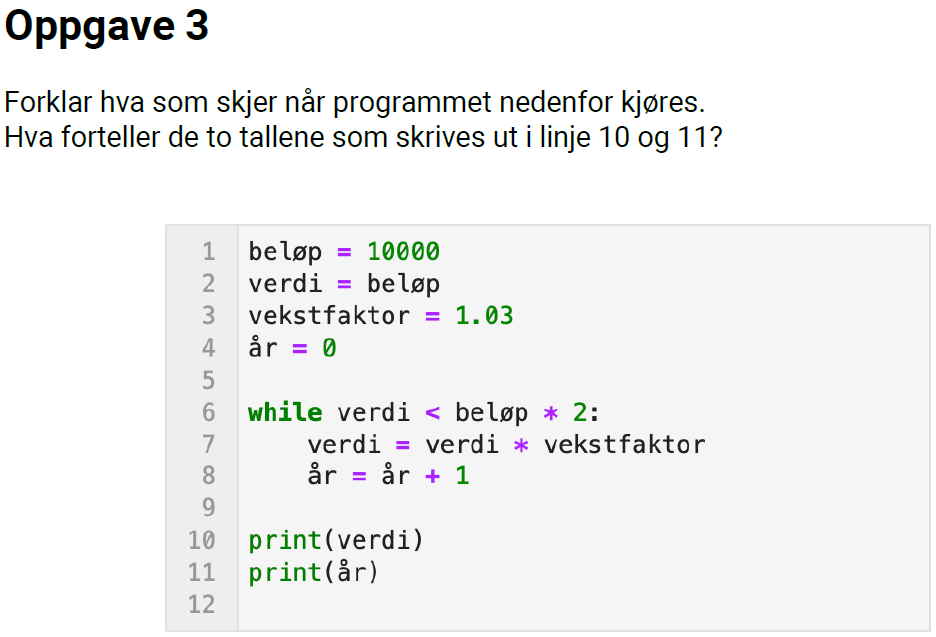 Oppgave 3
Forklar hva som skjer når programmet nedenfor kjøres.
Hva forteller de to tallene som skrives ut i linje 10 og 11?
1 beløp = 10000
2 verdi = beløp
3 vekstfaktor = 1.03
4 år = 0
5
6 while verdi < beløp * 2:
7     verdi = verdi * vekstfaktor
8     år = år + 1
9
10 print(verdi)
11 print(år)
12